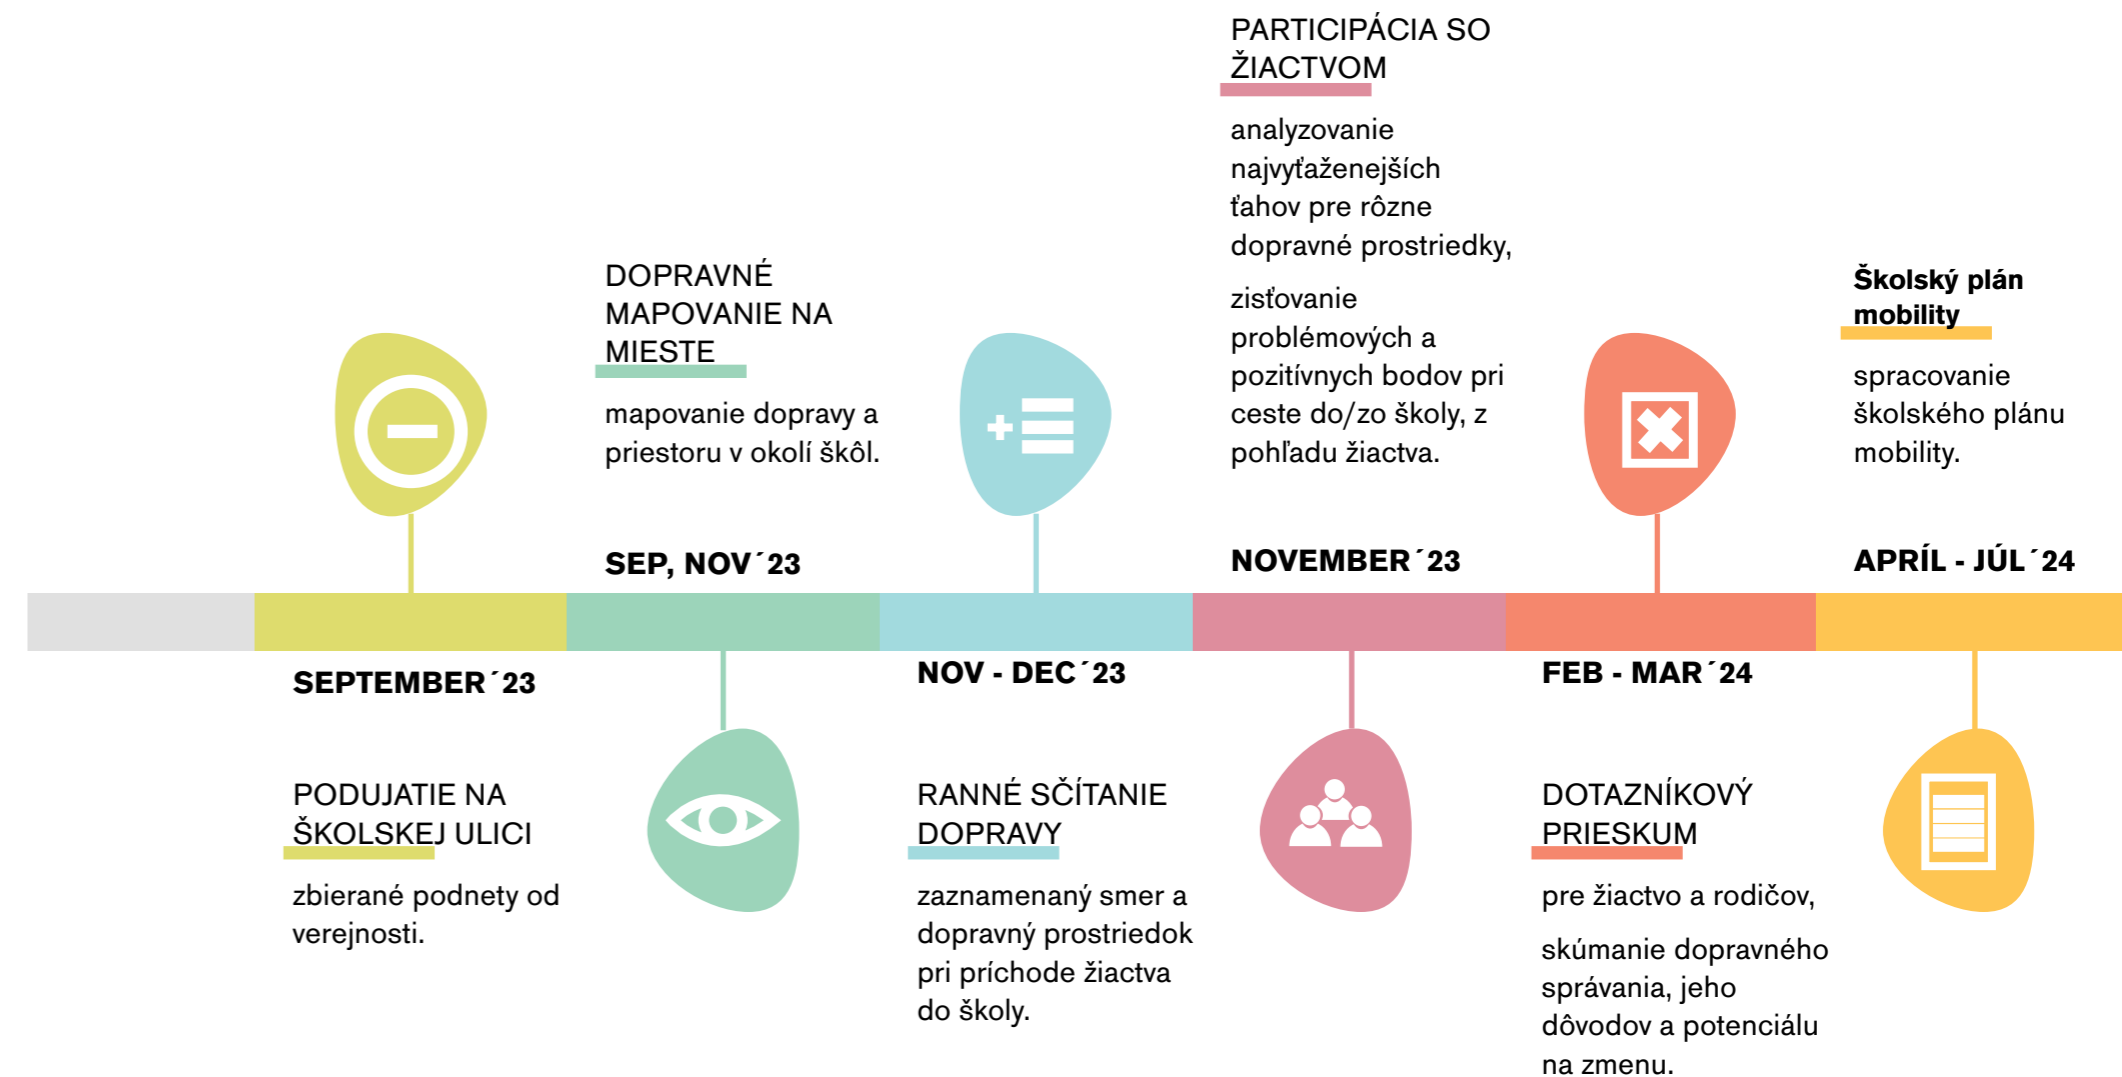 SEPTEMBER´23
PODUJATIE NA
ŠKOLSKEJ ULICI
zbierané podnety od
verejnosti.
DOPRAVNÉ
MAPOVANIE NA
MIESTE
mapovanie dopravy a
priestoru v okolí škôl.
SEP, NOV´23
NOV - DEC´23
RANNÉ SČÍTANIE
DOPRAVY
zaznamenaný smer a
dopravný prostriedok
pri príchode žiactva
do školy.
PARTICIPÁCIA SO
ŽIACTVOM
analyzovanie
najvyťaženejších
ťahov pre rôzne
dopravné prostriedky,
zisťovanie
problémových a
pozitívnych bodov pri
ceste do/zo školy, z
pohľadu žiactva.
NOVEMBER´23
FEB - MAR´24
DOTAZNÍKOVÝ
PRIESKUM
pre žiactvo a rodičov,
skúmanie dopravného
správania, jeho
dôvodov a potenciálu
na zmenu.
Školský plán
mobility
spracovanie
školského plánu
mobility.
APRÍL - JÚL´24